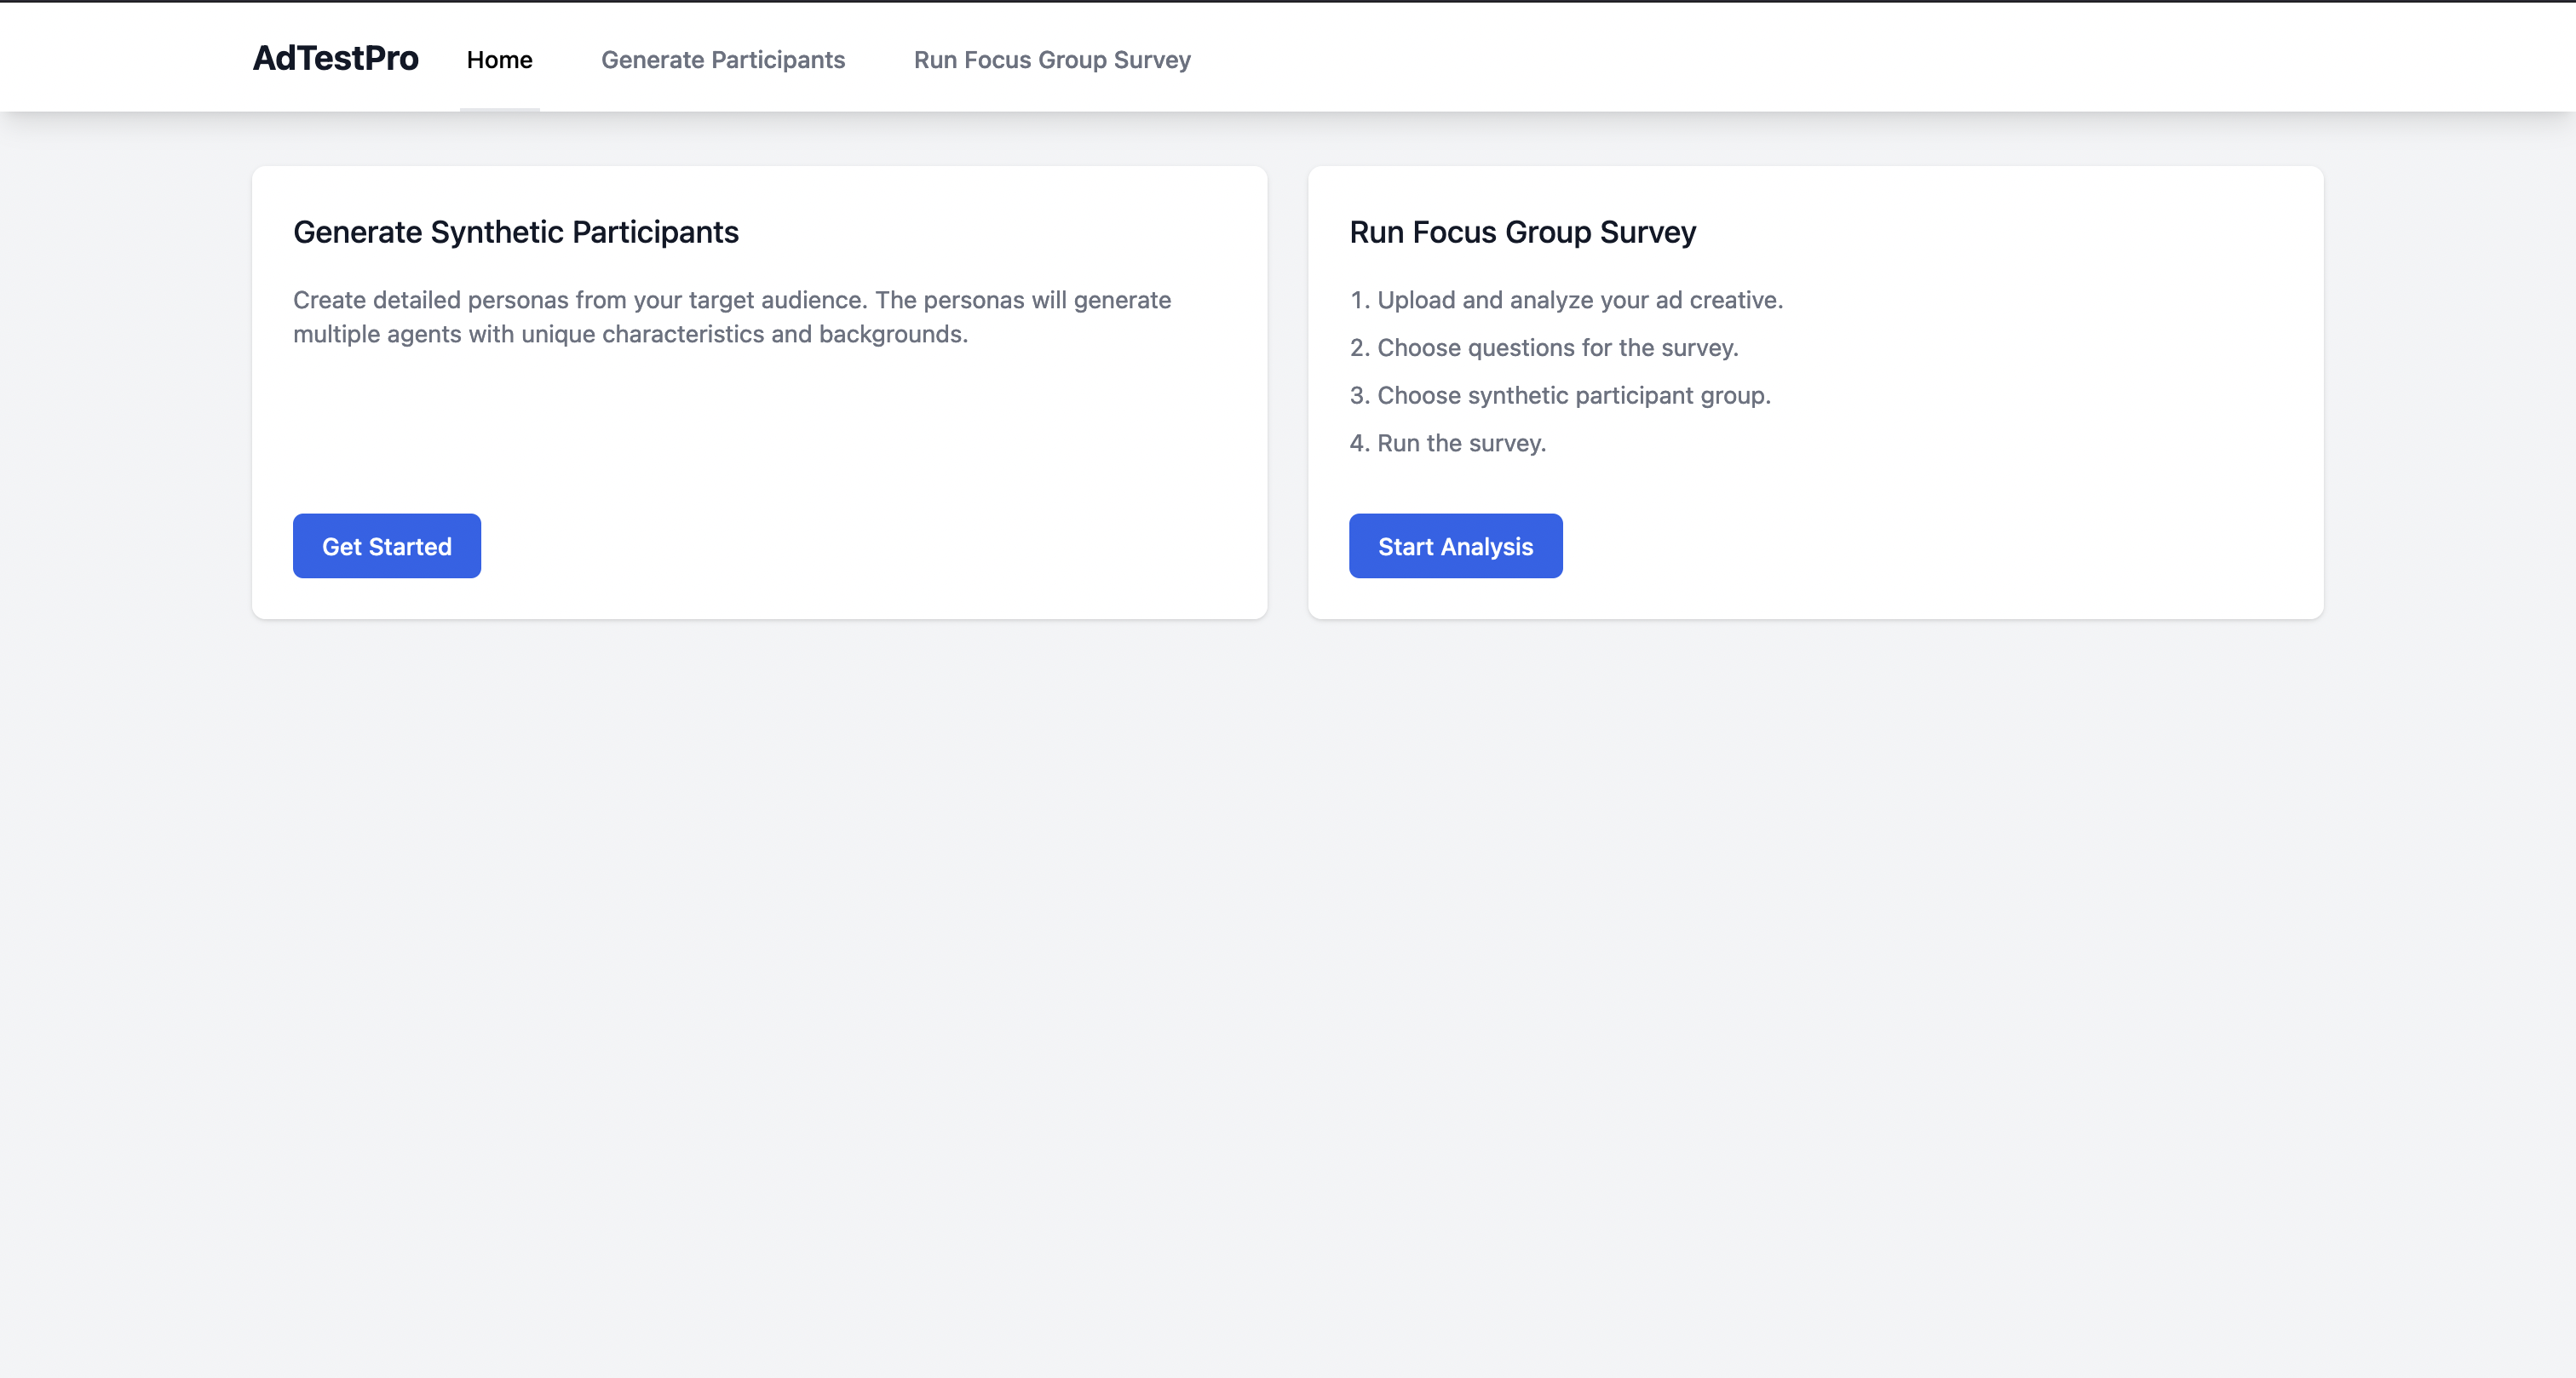 AdTestPro
Home
Generate Participants
Run Focus Group Survey
Generate Synthetic Participants
Create detailed personas from your target audience. The personas will generate
multiple agents with unique characteristics and backgrounds.
Get Started
Run Focus Group Survey
1. Upload and analyze your ad creative.
2. Choose questions for the survey.
3. Choose synthetic participant group.
4. Run the survey.
Start Analysis